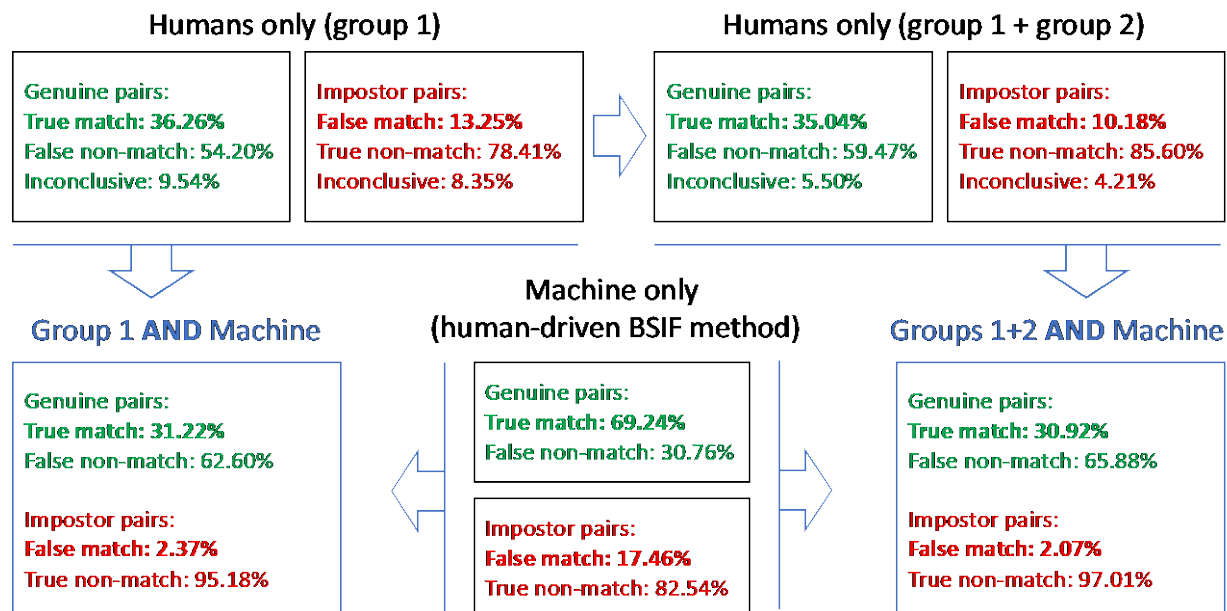 Humans only (group 1)
Genuine pairs:
True match: 36.26%
False non-match: 54.20%
Inconclusive: 9.54%
Impostor pairs:
False match: 13.25%
True non-match: 78.41%
Inconclusive: 8.35%
Humans only (group 1 + group 2)
Genuine pairs:
True match: 35.04%
False non-match: 59.47%
Inconclusive: 5.50%
Impostor pairs:
False match: 10.18%
True non-match: 85.60%
Inconclusive: 4.21%
Group 1 AND Machine
Genuine pairs:
True match: 31.22%
False non-match: 62.60%
Impostor pairs:
False match: 2.37%
True non-match: 95.18%
Machine only
(human-driven BSIF method)
Genuine pairs:
True match: 69.24%
False non-match: 30.76%
Impostor pairs:
False match: 17.46%
True non-match: 82.54%
Groups 1+2 AND Machine
Genuine pairs:
True match: 30.92%
False non-match: 65.88%
Impostor pairs:
False match: 2.07%
True non-match: 97.01%